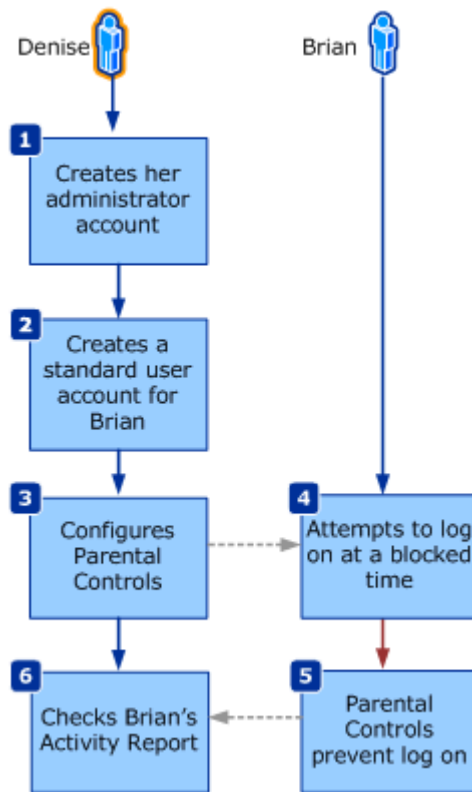 Denise
Brian
1
Creates her
administrator
account
2
Creates a
standard user
account for
Brian
3
Configures
Parental
Controls
4
Attempts to log
on at a blocked
time
5
Parental
Controls
prevent log on
6
Checks Brian's
Activity Report